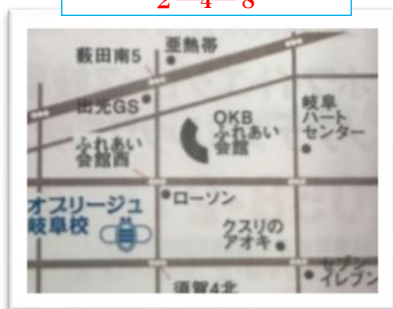 2－4－8
亜熱帯
薮田南5
出光GS
OKB
ふれあい
会館
岐阜
ハート
センター
ふれあい
会館西
ローソン
オブリージュ
岐阜校
クスリの
アオキ
セブン
イレブン
須賀4北